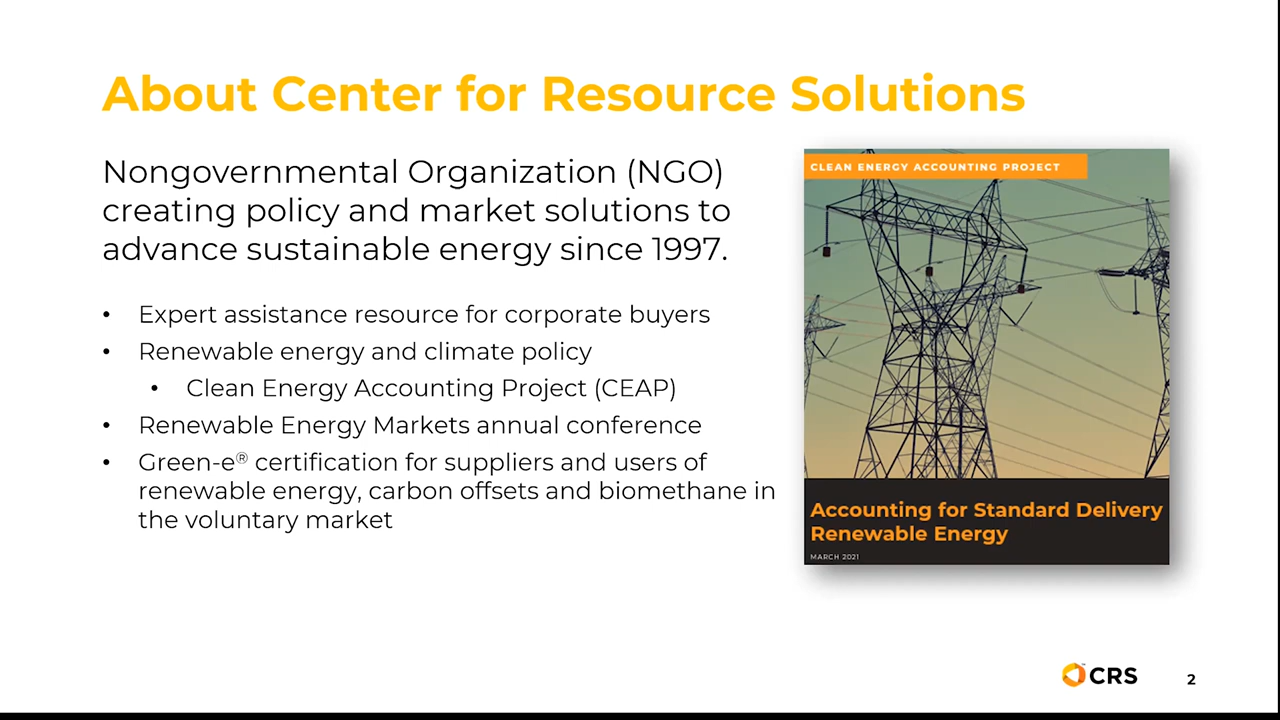 About Center for Resource Solutions
Nongovernmental Organization (NGO)
creating policy and market solutions to
advance sustainable energy since 1997.
• Expert assistance resource for corporate buyers
• Renewable energy and climate policy
• Clean Energy Accounting Project (CEAP)
• Renewable Energy Markets annual conference
• Green-e® certification for suppliers and users of
renewable energy, carbon offsets and biomethane in
the voluntary market
CLEAN ENERGY ACCOUNTING PROJECT
Accounting for Standard Delivery
Renewable Energy
MARCH 2021
CRS
2